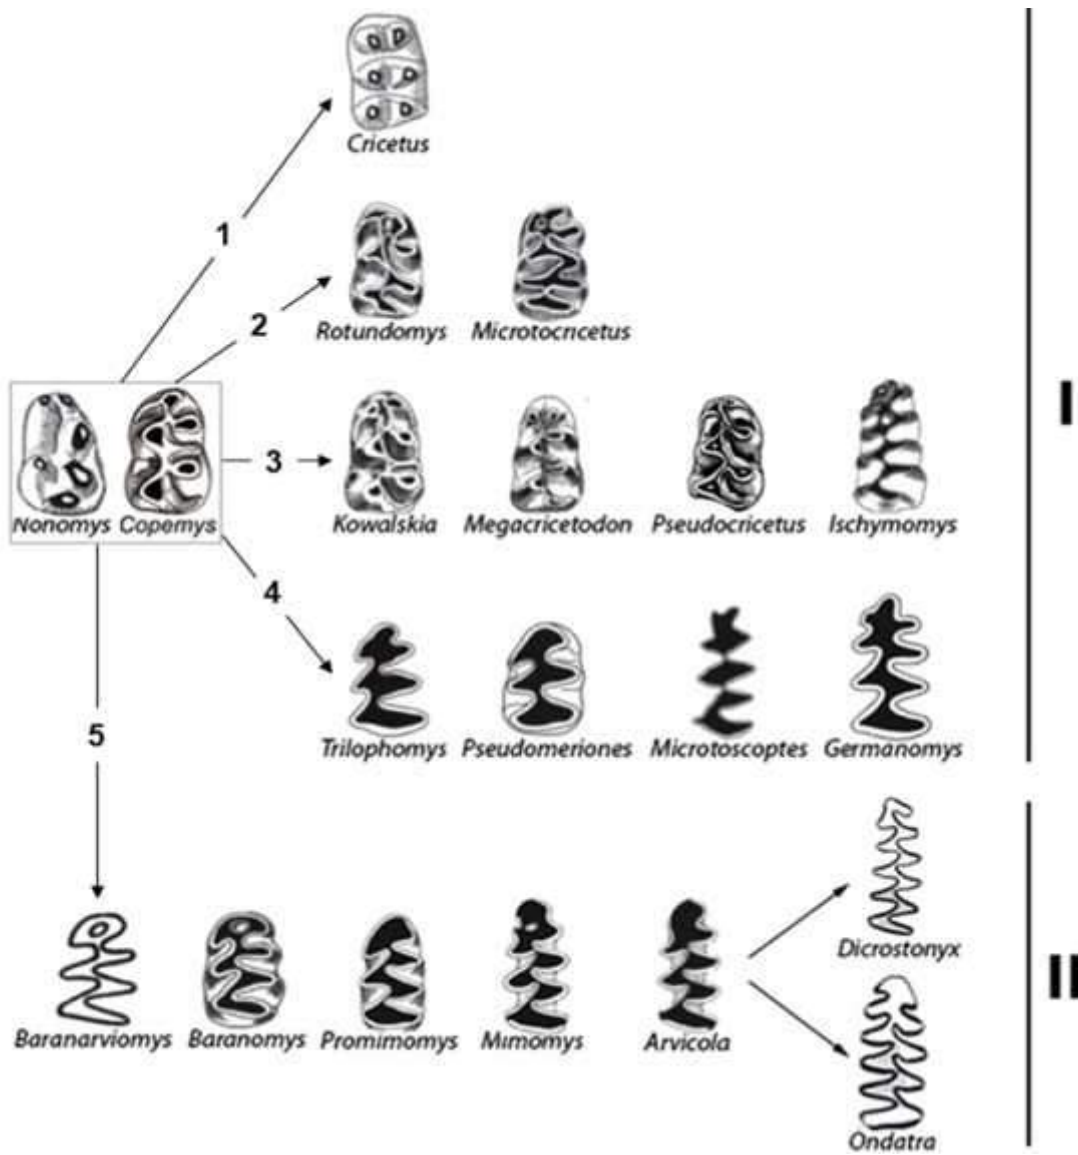 Cricetus
1
2
Rotundomys Microtocricetus
I
Nonomys Copemys
3
Kowalskia Megacricetodon Pseudocricetus Ischymomys
4
Trilophomys Pseudomeriones Microtoscoptes Germanomys
5
Dicrostonyx
II
Baranarviomys Baranomys Promimomys Mimomys Arvicola
Ondatra